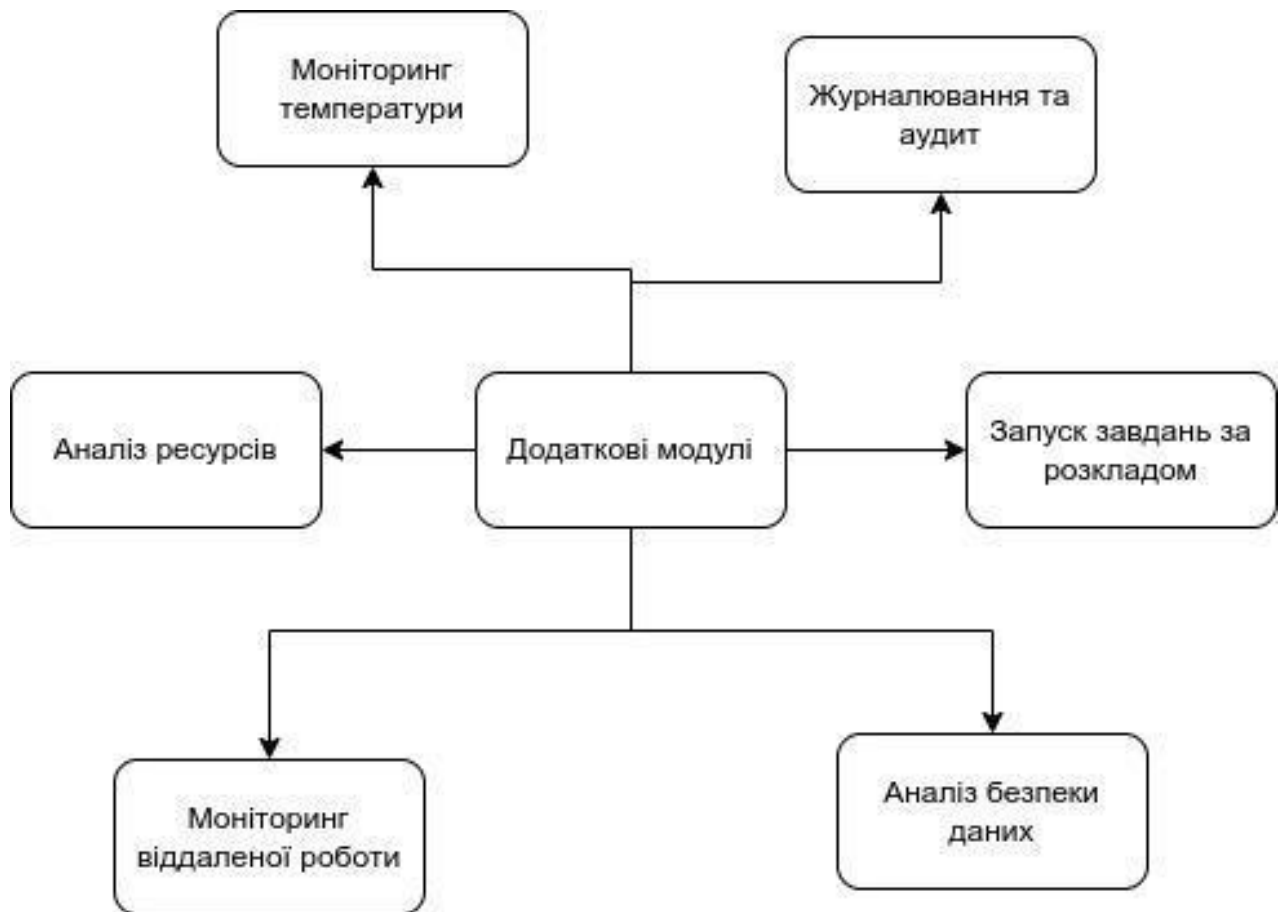 Моніторинг
температури
Журналювання та
аудит
Аналіз ресурсів
Додаткові модулі
Запуск завдань за
розкладом
Моніторинг
віддаленої роботи
Аналіз безпеки
даних